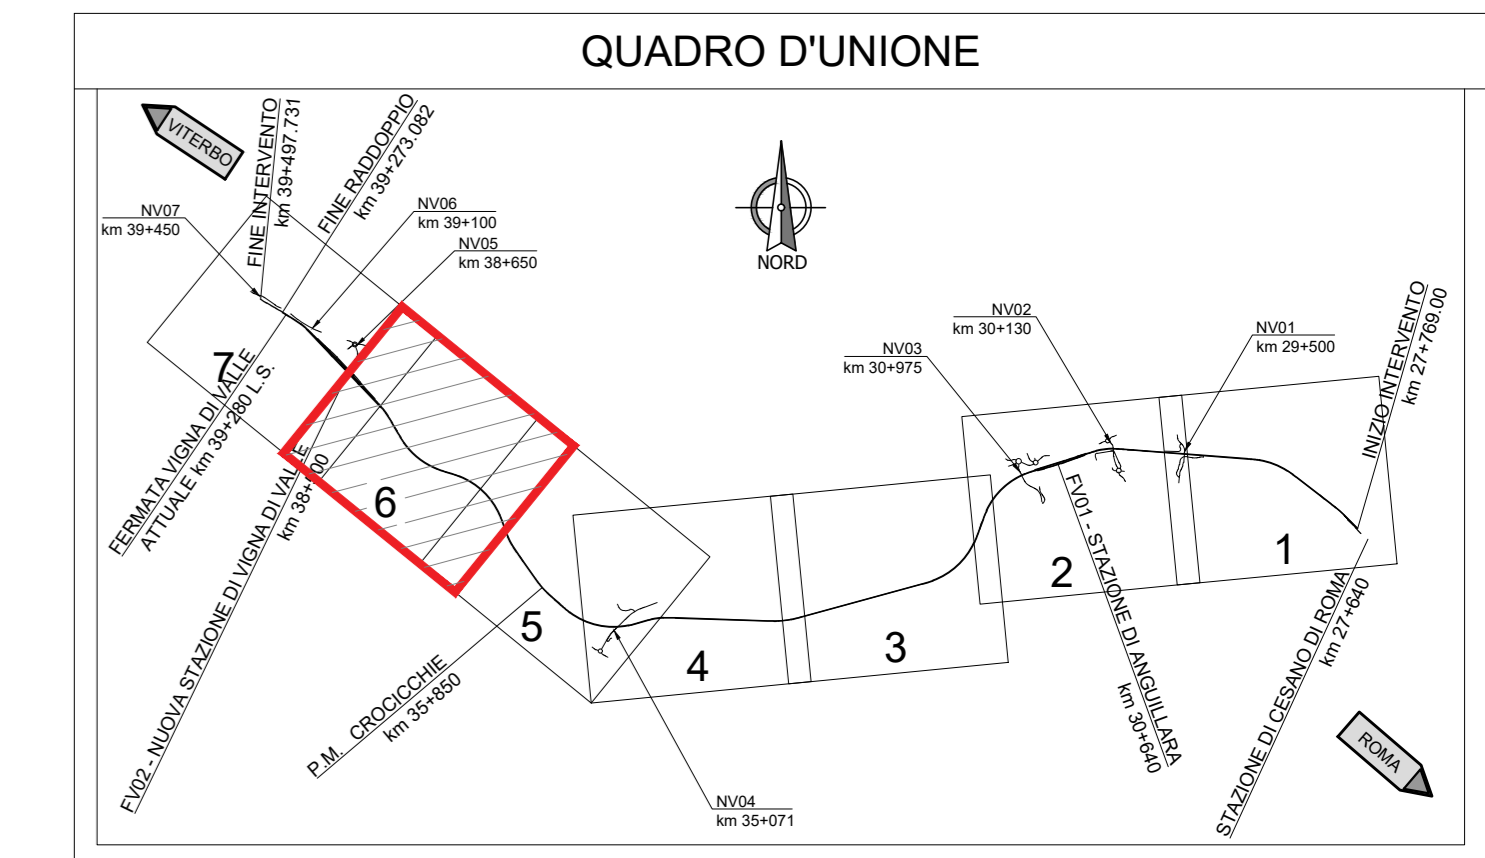 QUADRO D'UNIONE
VITERBO
FINE INTERVENTO
km 39+497.731
FINE RADDOPPIO
km 39+273.082
NV07
km 39+450
NV06
km 39+100
NV05
km 38+650
NORD
NV02
km 30+130
NV01
km 29+500
NV03
km 30+975
INIZIO INTERVENTO
km 27+769.00
7
FERMATA VIGNA DI VALLE
ATTUALE km 39+280 L.S.
6
FV02 - NUOVA STAZIONE DI VIGNA DI VALLE
5
P.M. CROCICCHIE
km 35+850
4
3
2
1
FV01 - STAZIONE DI ANGUILLARA
km 30+640
STAZIONE DI CESANO DI ROMA
km 27+640
NV04
km 35+071
ROMA